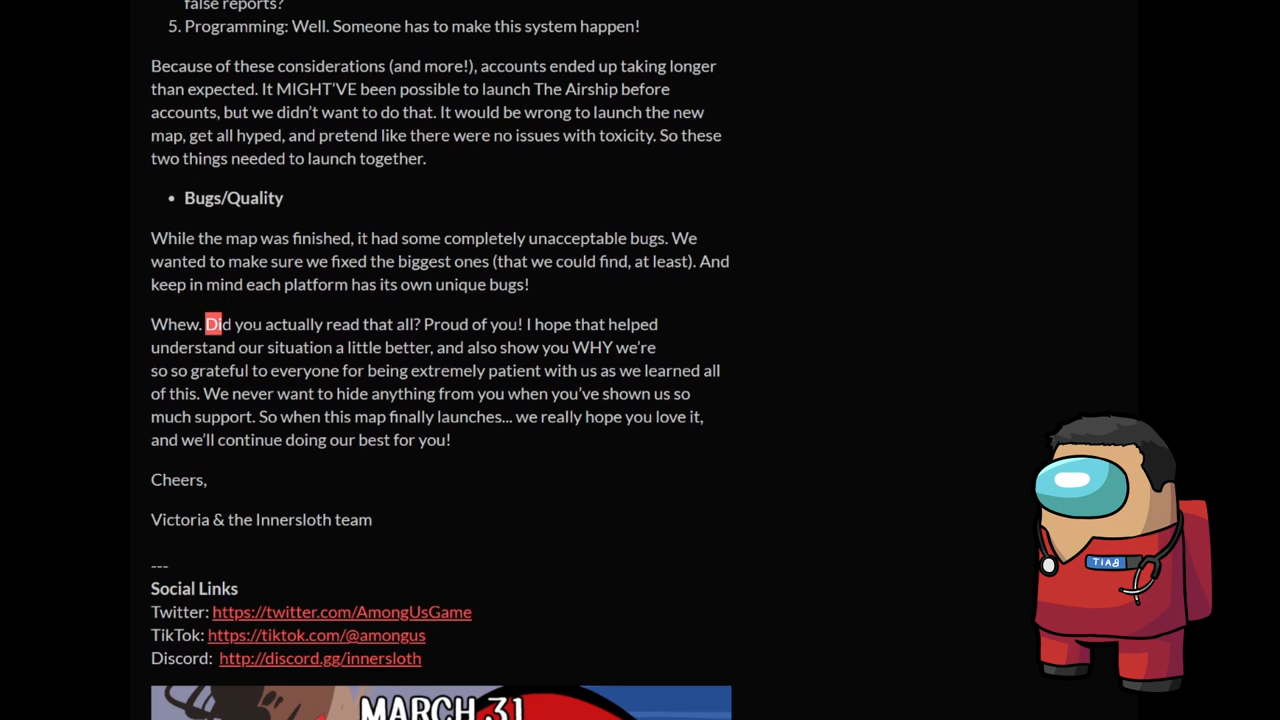 false reports?
5. Programming: Well. Someone has to make this system happen!
Because of these considerations (and more!), accounts ended up taking longer
than expected. It MIGHT'VE been possible to launch The Airship before
accounts, but we didn't want to do that. It would be wrong to launch the new
map, get all hyped, and pretend like there were no issues with toxicity. So these
two things needed to launch together.
• Bugs/Quality
While the map was finished, it had some completely unacceptable bugs. We
wanted to make sure we fixed the biggest ones (that we could find, at least). And
keep in mind each platform has its own unique bugs!
Whew. Did you actually read that all? Proud of you! I hope that helped
understand our situation a little better, and also show you WHY we're
so so grateful to everyone for being extremely patient with us as we learned all
of this. We never want to hide anything from you when you've shown us so
much support. So when this map finally launches... we really hope you love it,
and we'll continue doing our best for you!
Cheers,
Victoria & the Innersloth team
---
Social Links
Twitter: https://twitter.com/AmongUsGame
TikTok: https://tiktok.com/@amongus
Discord: http://discord.gg/innersloth
MARCH 31
TIAB